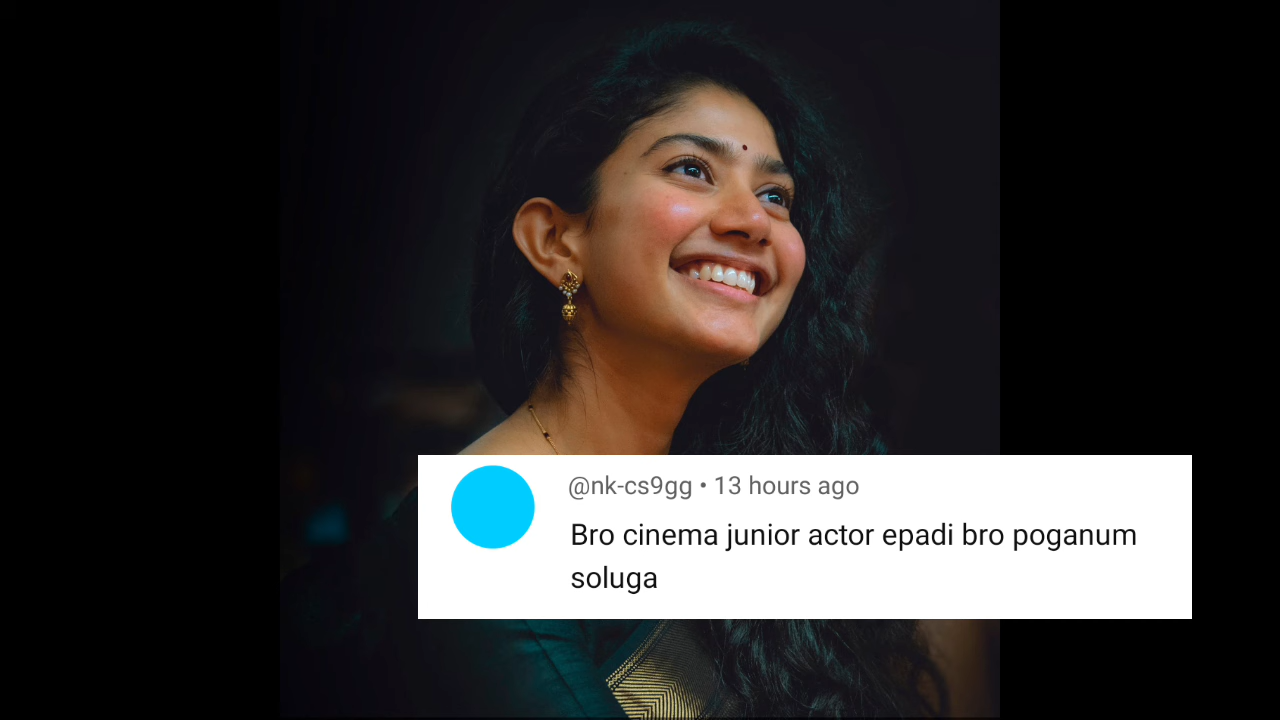 @nk-cs9gg • 13 hours ago
Bro cinema junior actor epadi bro poganum
soluga